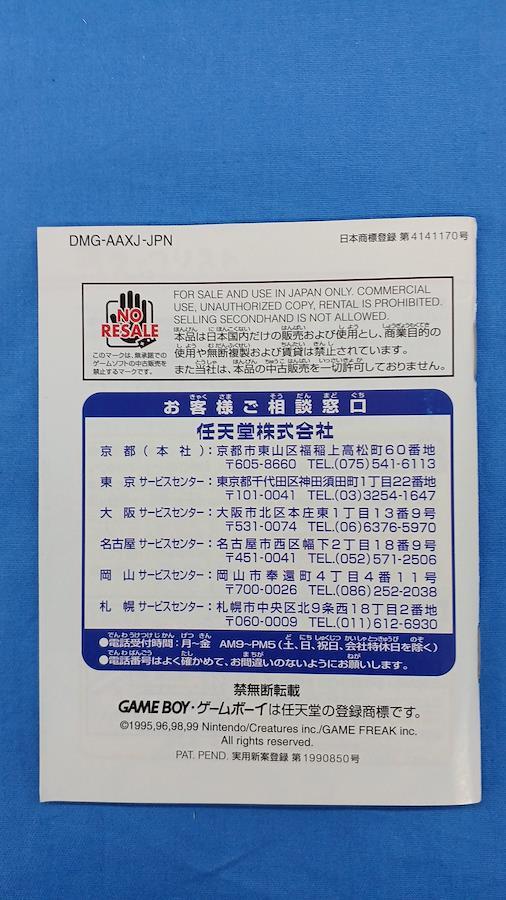 DMG-AAXJ-JPN
日本商標登録 第4141170号
NO
RESALE
このマークは、無承諾での
ゲームソフトの中古販売を
禁止するマークです。
FOR SALE AND USE IN JAPAN ONLY. COMMERCIAL
USE, UNAUTHORIZED COPY, RENTAL IS PROHIBITED.
SELLING SECONDHAND IS NOT ALLOWED.
本品は日本国内だけの販売および使用とし、商業目的の
使用や無断複製および賃貸は禁止されています。
また当社は、本品の中古販売を一切許可しておりません。
お客様ご相談窓口
任天堂株式会社
京都(本社):京都市東山区福稲上高松町60番地
〒605-8660 TEL.(075)541-6113
東京サービスセンター:東京都千代田区神田須田町1丁目22番地
〒101-0041 TEL.(03)3254-1647
大阪サービスセンター:大阪市北区本庄東1丁目13番9号
〒531-0074 TEL.(06)6376-5970
名古屋サービスセンター:名古屋市西区幅下2丁目18番9号
〒451-0041 TEL.(052)571-2506
岡山サービスセンター:岡山市奉還町4丁目4番11号
〒700-0026 TEL.(086)252-2038
札幌サービスセンター:札幌市中央区北9条西18丁目2番地
〒060-0009 TEL.(011)612-6930
●電話受付時間:月~金 AM9~PM5(土、日、祝日、会社特休日を除く)
●電話番号はよく確かめて、お間違いのないようにお願いします。
禁無断転載
GAME BOY・ゲームボーイは任天堂の登録商標です。
©1995,96,98,99 Nintendo/Creatures inc./GAME FREAK inc.
All rights reserved.
PAT. PEND. 実用新案登録 第1990850号